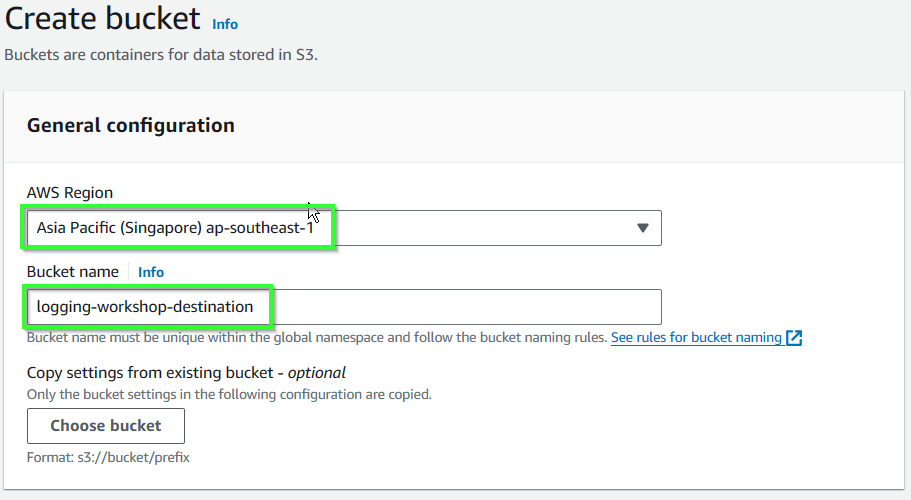 Create bucket Info
Buckets are containers for data stored in S3.
General configuration
AWS Region
Asia Pacific (Singapore) ap-southeast-1
Bucket name Info
logging-workshop-destination
Bucket name must be unique within the global namespace and follow the bucket naming rules. See rules for bucket naming
Copy settings from existing bucket - optional
Only the bucket settings in the following configuration are copied.
Choose bucket
Format: s3://bucket/prefix